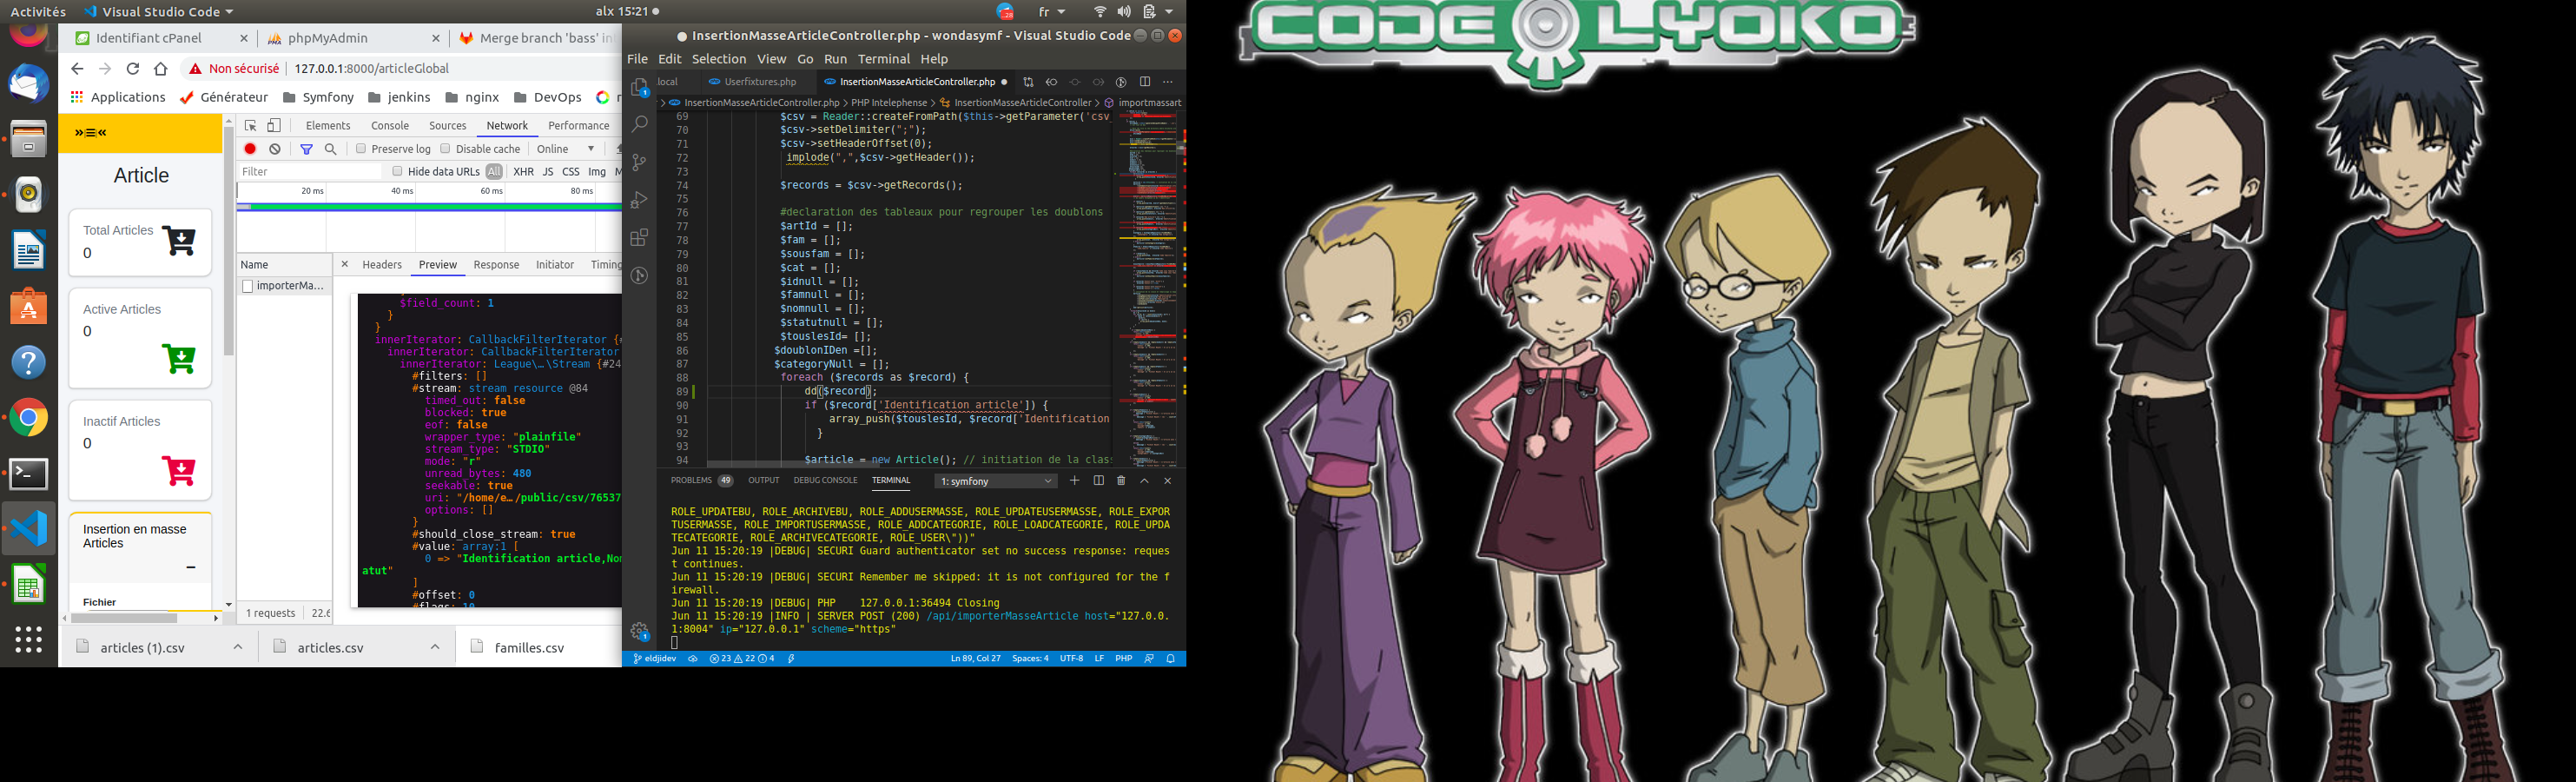 Activités
Visual Studio Code
alx 15:21
fr
Identifiant cPanel
phpMyAdmin
Merge branch 'bass' in
Non sécurisé
127.0.0.1:8000/articleGlobal
Applications
Générateur
Symfony
jenkins
nginx
DevOps
Article
Total Articles
0
Active Articles
0
Inactif Articles
0
Insertion en masse
Articles
Fichier
Elements
Console
Sources
Network
Performance
Preserve log
Disable cache
Online
Filter
Hide data URLs
All
XHR
JS
CSS
Img
M
20 ms
40 ms
60 ms
80 ms
Name
importerMa...
Headers
Preview
Response
Initiator
Timing
$field_count: 1
}
}
innerIterator: CallbackFilterIterator {#
innerIterator: CallbackFilterIterator
innerIterator: League\…\Stream {#24
#filters: []
#stream: stream resource @84
timed_out: false
blocked: true
eof: false
wrapper_type: "plainfile"
stream_type: "STDIO"
mode: "r"
unread_bytes: 480
seekable: true
uri: "/home/e…/public/csv/76537
options: []
}
#should_close_stream: true
#value: array:1 [
0 => "Identification article,Nom
atut"
]
#offset: 0
#flags: 10
1 requests
22.6
articles (1).csv
articles.csv
familles.csv
InsertionMasseArticleController.php - wondasymf - Visual Studio Code
File
Edit
Selection
View
Go
Run
Terminal
Help
local
Userfixtures.php
InsertionMasseArticleController.php
InsertionMasseArticleController.php
PHP Intelephense
InsertionMasseArticleController
importmassart
69 $csv = Reader::createFromPath($this->getParameter('csv_
70 $csv->setDelimiter(";");
71 $csv->setHeaderOffset(0);
72 implode(",",$csv->getHeader());
73
74 $records = $csv->getRecords();
75
76 #declaration des tableaux pour regrouper les doublons
77 $artId = [];
78 $fam = [];
79 $sousfam = [];
80 $cat = [];
81 $idnull = [];
82 $famnull = [];
83 $nomnull = [];
84 $statutnull = [];
85 $touslesId= [];
86 $doublonIDen =[];
87 $categoryNull = [];
88 foreach ($records as $record) {
89 dd($record);
90 if ($record['Identification article']) {
91 array_push($touslesId, $record['Identification
92 }
93
94 $article = new Article(); // initiation de la clas
PROBLEMS
49
OUTPUT
DEBUG CONSOLE
TERMINAL
1: symfony
ROLE_UPDATEBU, ROLE_ARCHIVEBU, ROLE_ADDUSERMASSE, ROLE_UPDATEUSERMASSE, ROLE_EXPOR
TUSERMASSE, ROLE_IMPORTUSERMASSE, ROLE_ADDCATEGORIE, ROLE_LOADCATEGORIE, ROLE_UPDA
TECATEGORIE, ROLE_ARCHIVECATEGORIE, ROLE_USER\"))"
Jun 11 15:20:19 |DEBUG| SECURI Guard authenticator set no success response: reques
t continues.
Jun 11 15:20:19 |DEBUG| SECURI Remember me skipped: it is not configured for the f
irewall.
Jun 11 15:20:19 |DEBUG| PHP 127.0.0.1:36494 Closing
Jun 11 15:20:19 |INFO | SERVER POST (200) /api/importerMasseArticle host="127.0.0.
1:8004" ip="127.0.0.1" scheme="https"
eldjidev
23
22
4
Ln 89, Col 27
Spaces: 4
UTF-8
LF
PHP
CODE LYOKO